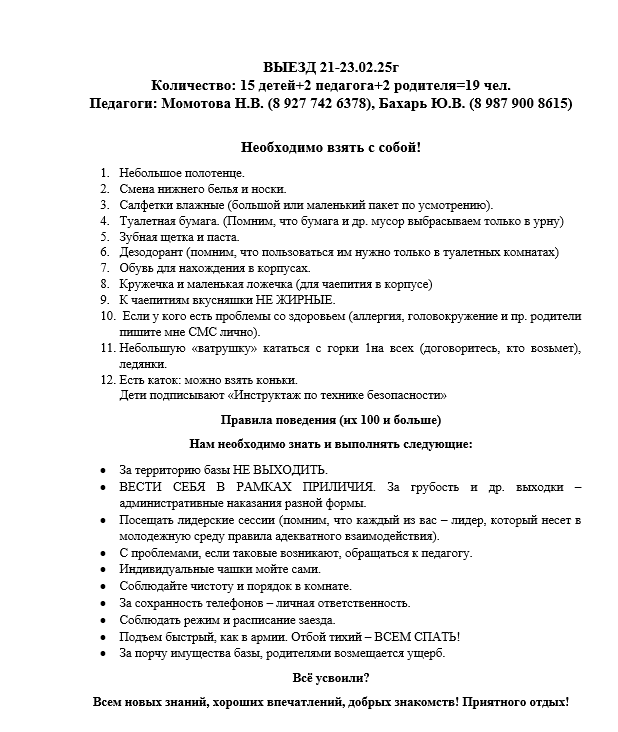 ВЫЕЗД 21-23.02.25г
Количество: 15 детей+2 педагога+2 родителя=19 чел.
Педагоги: Момотова Н.В. (8 927 742 6378), Бахарь Ю.В. (8 987 900 8615)
Необходимо взять с собой!
1. Небольшое полотенце.
2. Смена нижнего белья и носки.
3. Салфетки влажные (большой или маленький пакет по усмотрению).
4. Туалетная бумага. (Помним, что бумага и др. мусор выбрасываем только в урну)
5. Зубная щетка и паста.
6. Дезодорант (помним, что пользоваться им нужно только в туалетных комнатах)
7. Обувь для нахождения в корпусах.
8. Кружечка и маленькая ложечка (для чаепития в корпусе)
9. К чаепитиям вкусняшки НЕ ЖИРНЫЕ.
10. Если у кого есть проблемы со здоровьем (аллергия, головокружение и пр. родители
пишите мне СМС лично).
11. Небольшую «ватрушку» кататься с горки 1на всех (договоритесь, кто возьмет),
ледянки.
12. Есть каток: можно взять коньки.
Дети подписывают «Инструктаж по технике безопасности»
Правила поведения (их 100 и больше)
Нам необходимо знать и выполнять следующие:
• За территорию базы НЕ ВЫХОДИТЬ.
• ВЕСТИ СЕБЯ В РАМКАХ ПРИЛИЧИЯ. За грубость и др. выходки –
административные наказания разной формы.
• Посещать лидерские сессии (помним, что каждый из вас – лидер, который несет в
молодежную среду правила адекватного взаимодействия).
• С проблемами, если таковые возникают, обращаться к педагогу.
• Индивидуальные чашки мойте сами.
• Соблюдайте чистоту и порядок в комнате.
• За сохранность телефонов – личная ответственность.
• Соблюдать режим и расписание заезда.
• Подъем быстрый, как в армии. Отбой тихий – ВСЕМ СПАТЬ!
• За порчу имущества базы, родителями возмещается ущерб.
Всё усвоили?
Всем новых знаний, хороших впечатлений, добрых знакомств! Приятного отдых!